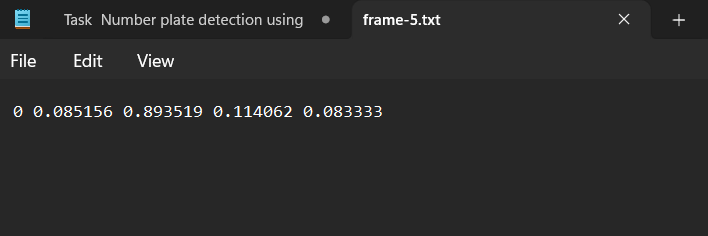 Task  Number plate detection using
frame-5.txt
File Edit View
0 0.085156 0.893519 0.114062 0.083333